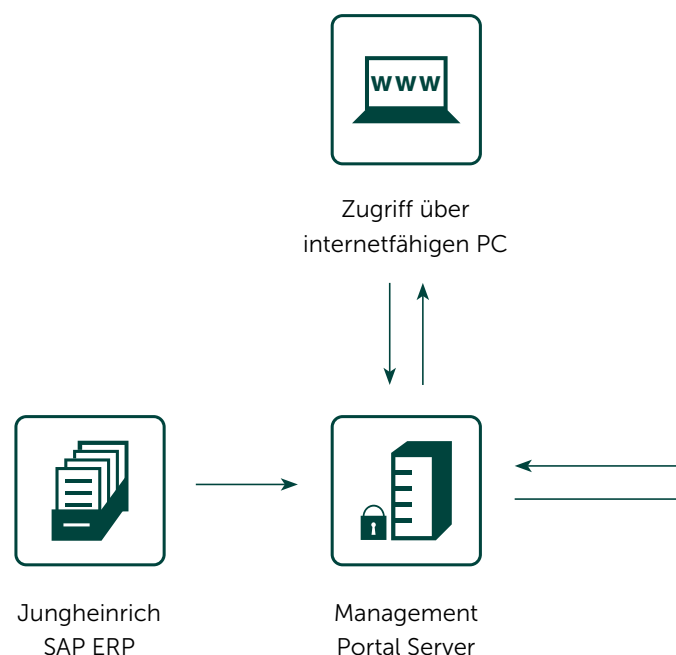 www
Zugriff über
internetfähigen PC
Jungheinrich
SAP ERP
Management
Portal Server